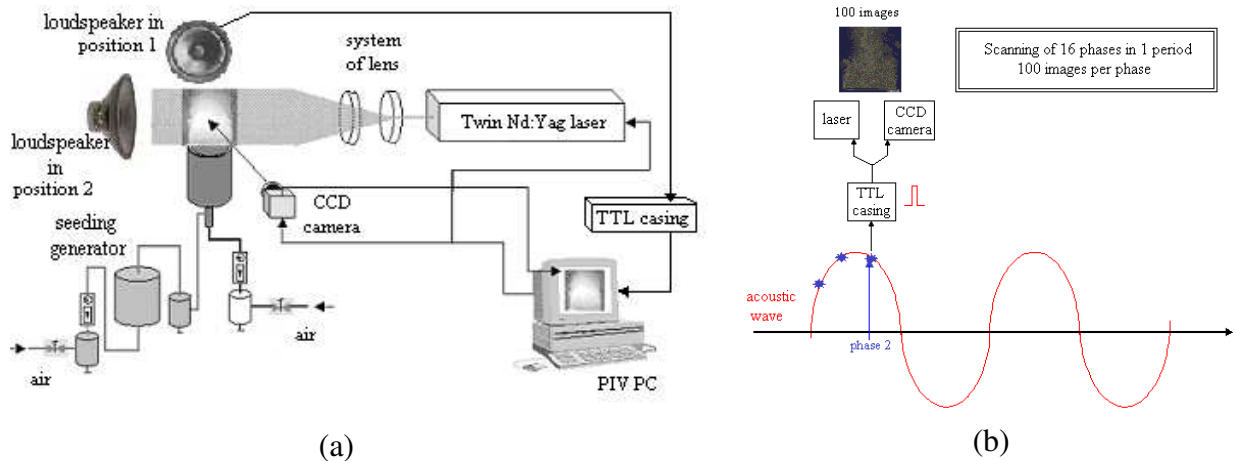 loudspeaker in
position 1
system
of lens
Twin Nd:Yag laser
loudspeaker
in
position 2
CCD
camera
TTL casing
seeding
generator
air
air
PIV PC
(a)
100 images
Scanning of 16 phases in 1 period
100 images per phase
laser
CCD
camera
TTL
casing
acoustic
wave
phase 2
(b)